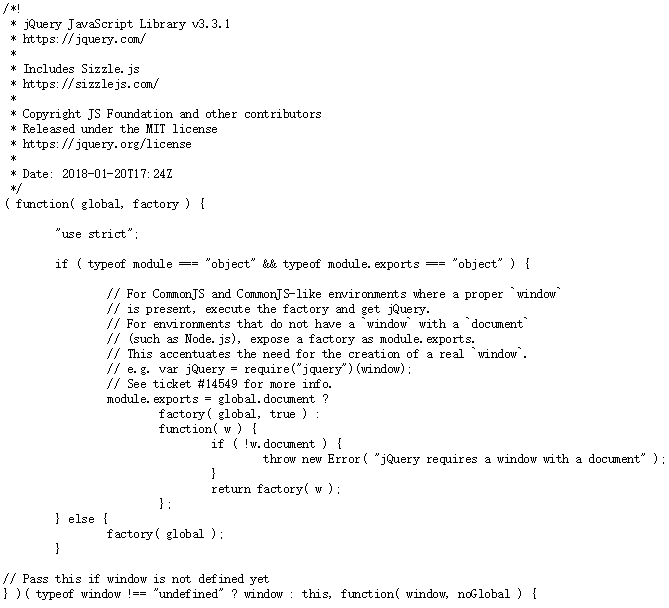 /*!
 * jQuery JavaScript Library v3.3.1
 * https://jquery.com/
 *
 * Includes Sizzle.js
 * https://sizzlejs.com/
 *
 * Copyright JS Foundation and other contributors
 * Released under the MIT license
 * https://jquery.org/license
 *
 * Date: 2018-01-20T17:24Z
 */
( function( global, factory ) {

	"use strict";

	if ( typeof module === "object" && typeof module.exports === "object" ) {

		// For CommonJS and CommonJS-like environments where a proper `window`
		// is present, execute the factory and get jQuery.
		// For environments that do not have a `window` with a `document`
		// (such as Node.js), expose a factory as module.exports.
		// This accentuates the need for the creation of a real `window`.
		// e.g. var jQuery = require("jquery")(window);
		// See ticket #14549 for more info.
		module.exports = global.document ?
			factory( global, true ) :
			function( w ) {
				if ( !w.document ) {
					throw new Error( "jQuery requires a window with a document" );
				}
				return factory( w );
			};
	} else {
		factory( global );
	}

// Pass this if window is not defined yet
} )( typeof window !== "undefined" ? window : this, function( window, noGlobal ) {